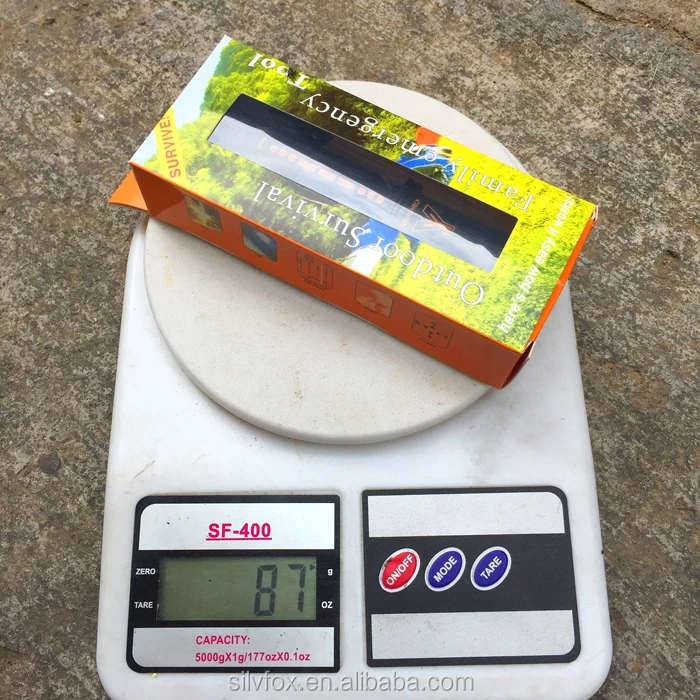 Family emergency Tool
Outdoor Survival
SURVIVE
here's how easy it works!
SF-400
ZERO
TARE
87
g
OZ
CAPACITY:
5000gX1g/177ozX0.1oz
ON/OFF
MODE
TARE
silvfox.en.alibaba.com